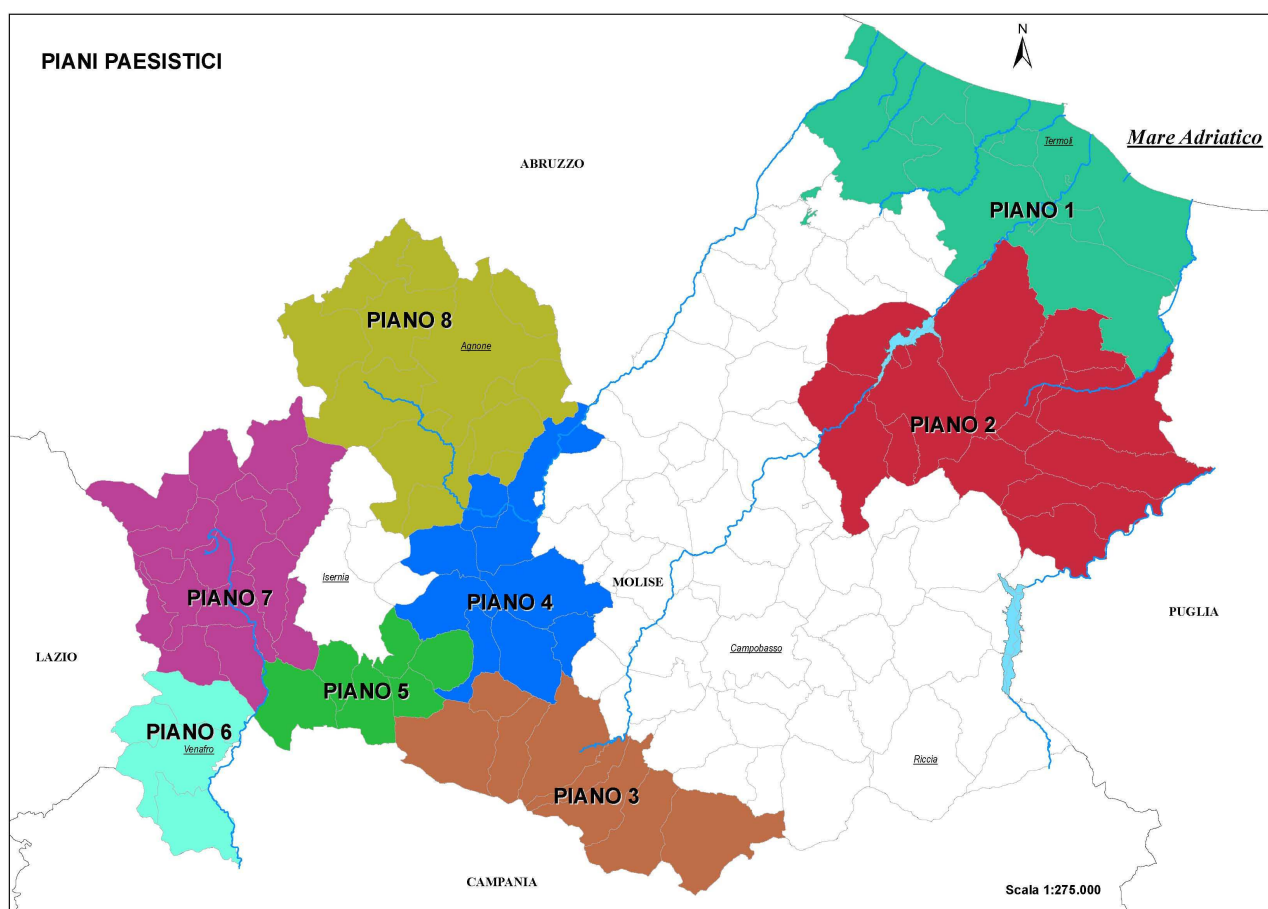 N
PIANI PAESISTICI
Mare Adriatico
Termoli
ABRUZZO
PIANO 1
PIANO 8
Agnone
PIANO 2
Isernia
MOLISE
PIANO 7
PIANO 4
PUGLIA
LAZIO
Campobasso
PIANO 5
PIANO 6
Venafro
Riccia
PIANO 3
CAMPANIA
Scala 1:275.000